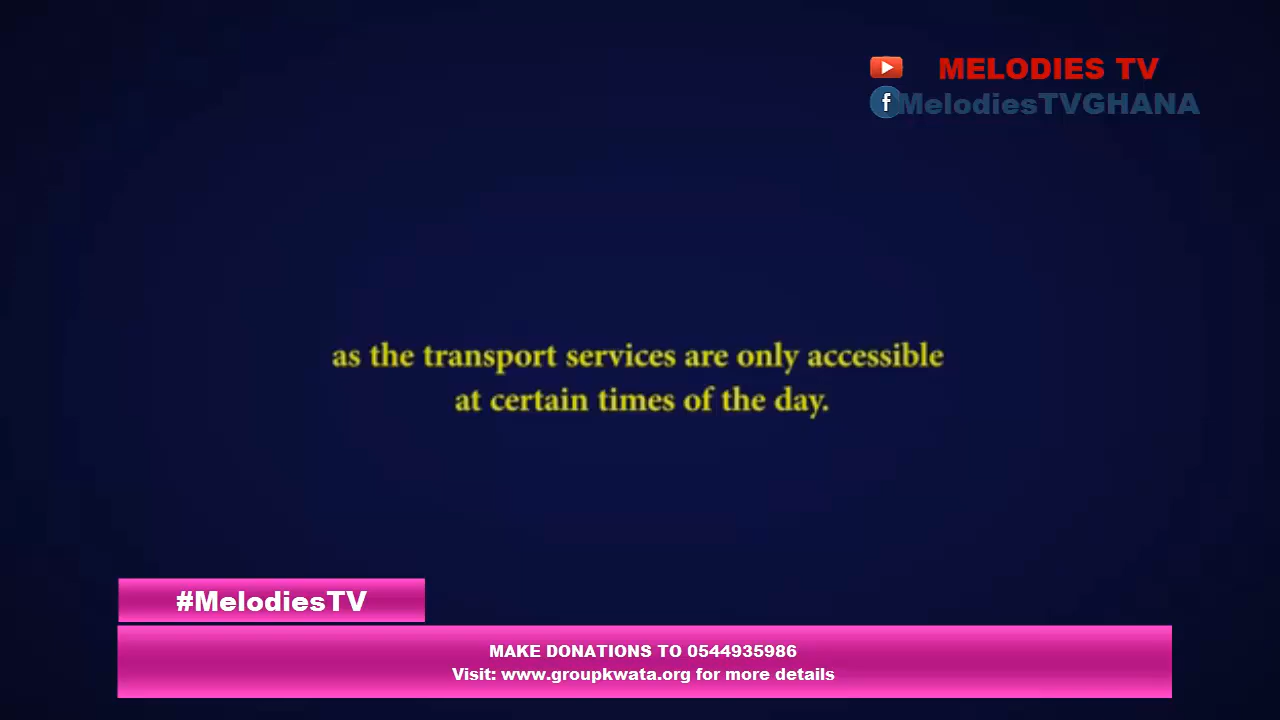 MELODIES TV
f MelodiesTVGHANA
as the transport services are only accessible
at certain times of the day.
#MelodiesTV
MAKE DONATIONS TO 0544935986
Visit: www.groupkwata.org for more details